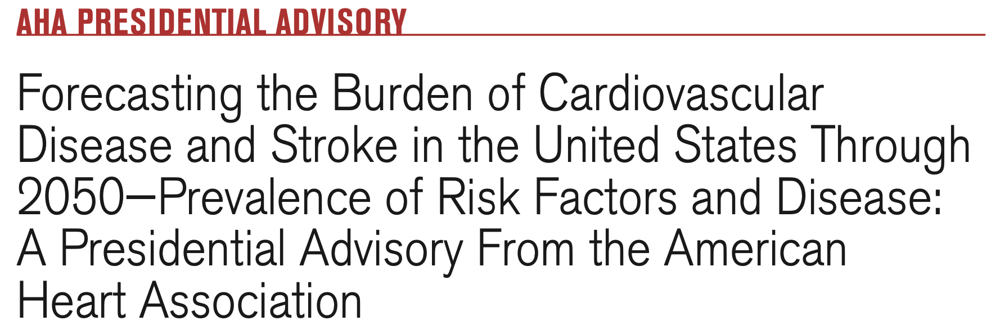 AHA PRESIDENTIAL ADVISORY
Forecasting the Burden of Cardiovascular
Disease and Stroke in the United States Through
2050—Prevalence of Risk Factors and Disease:
A Presidential Advisory From the American
Heart Association